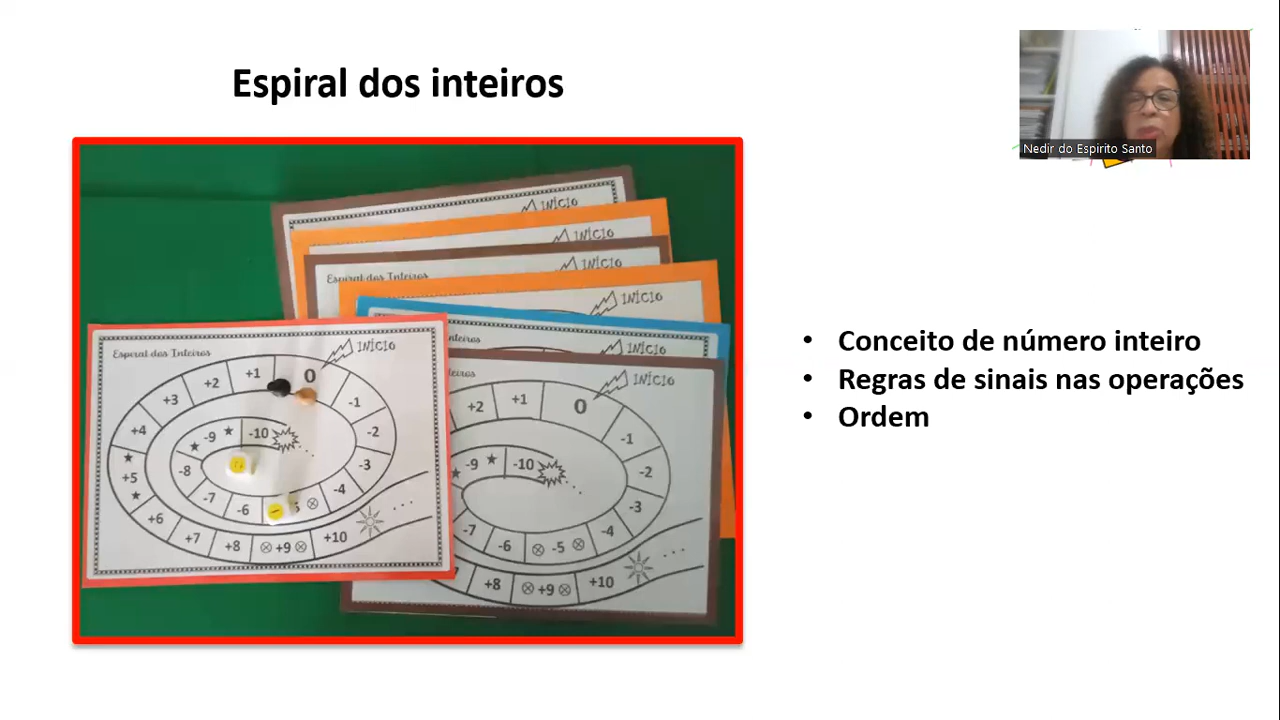 Espiral dos inteiros
Nedir do Espirito Santo
INÍCIO
INÍCIO
Espiral dos Inteiros
INÍCIO
INÍCIO
INÍCIO
Espiral dos Inteiros
INÍCIO
0
+1
+2
+3
+4
+5
+6
+7
+8
+9
+10
-1
-2
-3
-4
-6
-7
-8
-9
-10
INÍCIO
0
+1
+2
-1
-2
-3
-4
-5
-6
-7
-9
-10
+8
+9
+10
• Conceito de número inteiro
• Regras de sinais nas operações
• Ordem